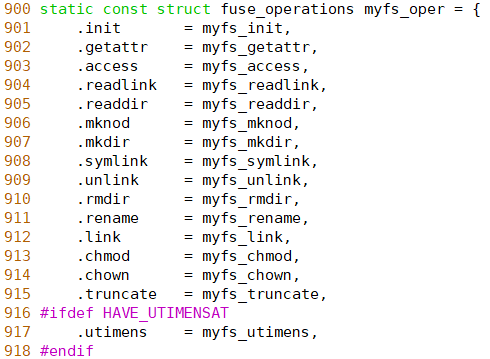 900 static const struct fuse_operations myfs_oper = {
901     .init       = myfs_init,
902     .getattr    = myfs_getattr,
903     .access     = myfs_access,
904     .readlink   = myfs_readlink,
905     .readdir    = myfs_readdir,
906     .mknod      = myfs_mknod,
907     .mkdir      = myfs_mkdir,
908     .symlink    = myfs_symlink,
909     .unlink     = myfs_unlink,
910     .rmdir      = myfs_rmdir,
911     .rename     = myfs_rename,
912     .link       = myfs_link,
913     .chmod      = myfs_chmod,
914     .chown      = myfs_chown,
915     .truncate   = myfs_truncate,
916 #ifdef HAVE_UTIMENSAT
917     .utimens    = myfs_utimens,
918 #endif